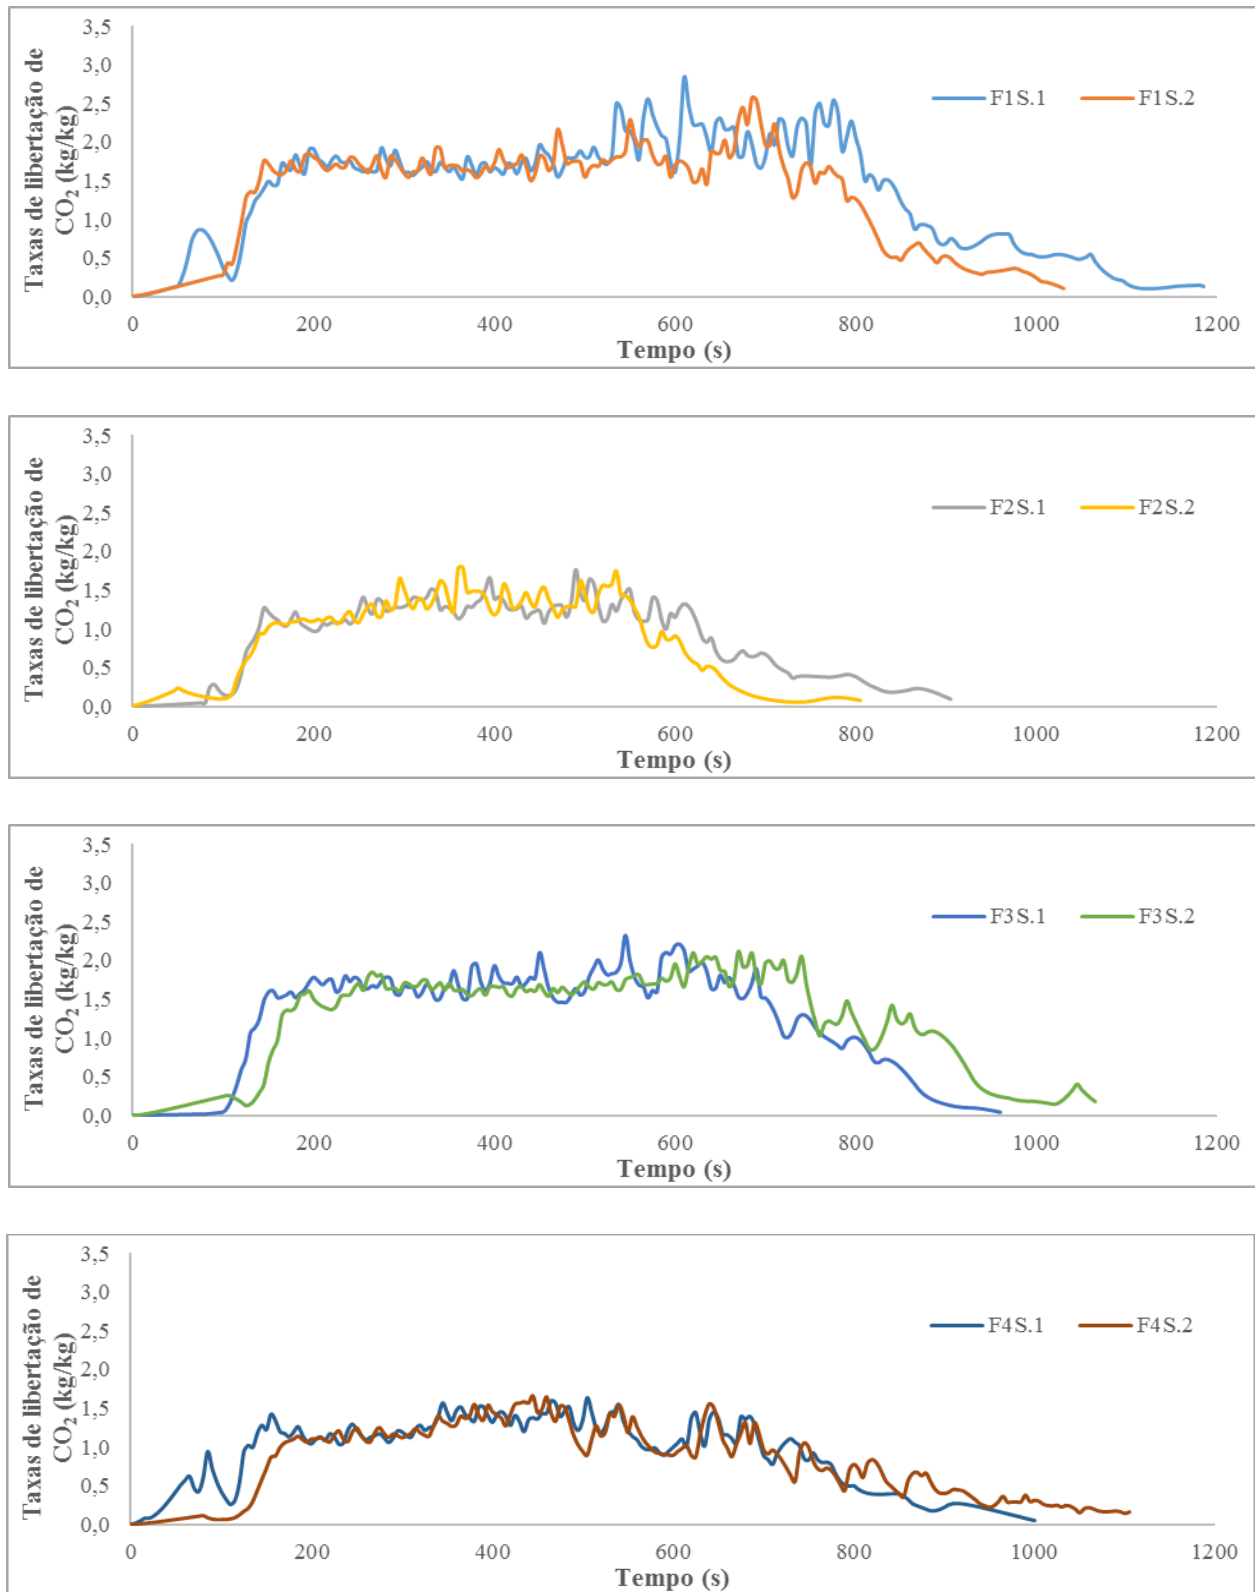 Taxas de libertação de
CO₂ (kg/kg)
3,5
3,0
2,5
2,0
1,5
1,0
0,5
0,0
F1S.1 F1S.2
0 200 400 600 800 1000 1200
Tempo (s)
Taxas de libertação de
CO₂ (kg/kg)
3,5
3,0
2,5
2,0
1,5
1,0
0,5
0,0
F2S.1 F2S.2
0 200 400 600 800 1000 1200
Tempo (s)
Taxas de libertação de
CO₂ (kg/kg)
3,5
3,0
2,5
2,0
1,5
1,0
0,5
0,0
F3S.1 F3S.2
0 200 400 600 800 1000 1200
Tempo (s)
Taxas de libertação de
CO₂ (kg/kg)
3,5
3,0
2,5
2,0
1,5
1,0
0,5
0,0
F4S.1 F4S.2
0 200 400 600 800 1000 1200
Tempo (s)